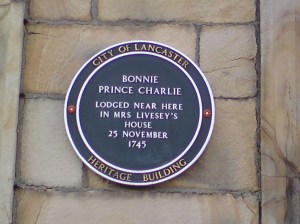 CITY OF LANCASTER
BONNIE
PRINCE CHARLIE
LODGED NEAR HERE
IN MRS LIVESEY'S
HOUSE
25 NOVEMBER
1745
HERITAGE BUILDING